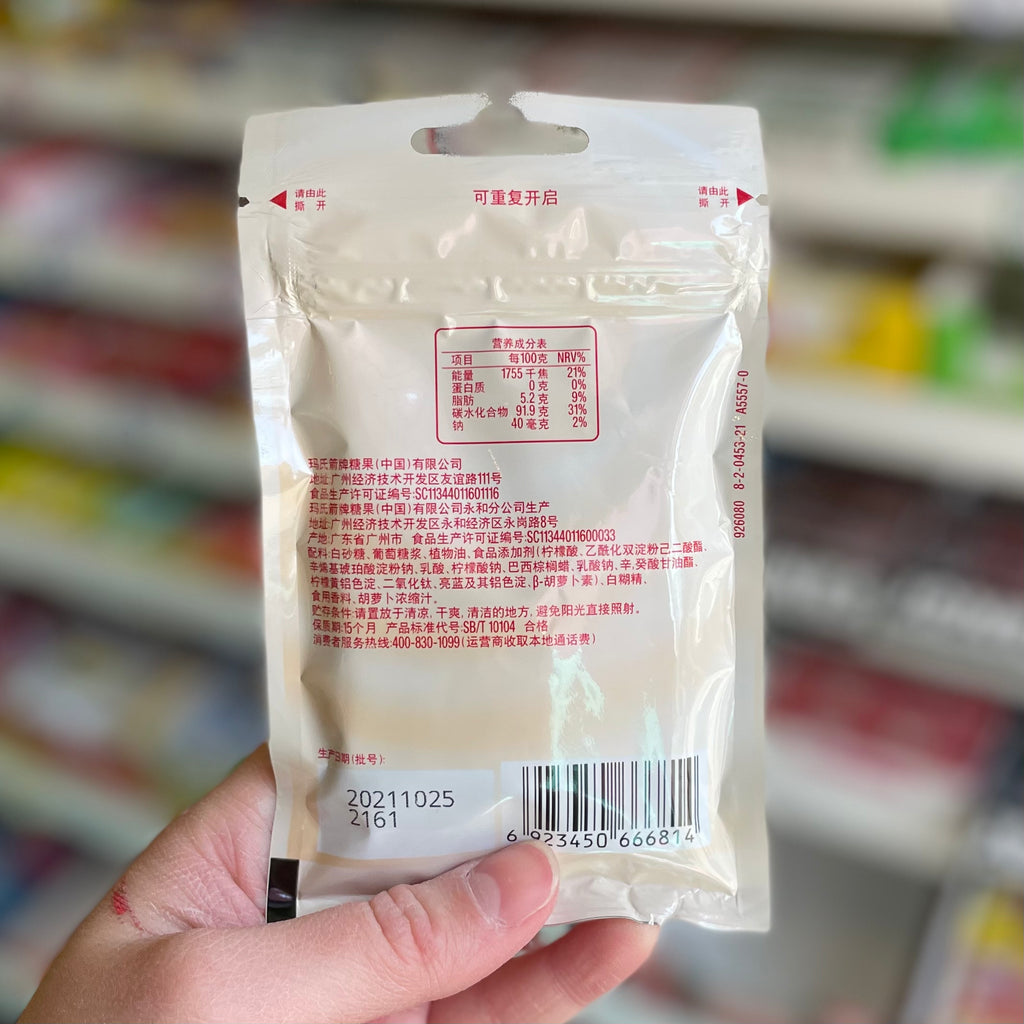 请由此
撕 开
可重复开启
请由此
撕 开
营养成分表
项目 每100克 NRV%
能量 1755 千焦 21%
蛋白质 0 克 0%
脂肪 5.2 克 9%
碳水化合物 91.9 克 31%
钠 40 毫克 2%
玛氏箭牌糖果(中国)有限公司
地址:广州经济技术开发区友谊路111号
食品生产许可证编号:SC11344011601116
玛氏箭牌糖果(中国)有限公司永和分公司生产
地址:广州经济技术开发区永和经济区永岗路8号
产地:广东省广州市 食品生产许可证编号:SC11344011600033
配料:白砂糖、葡萄糖浆、植物油、食品添加剂(柠檬酸、乙酰化双淀粉己二酸酯、
辛烯基琥珀酸淀粉钠、乳酸、柠檬酸钠、巴西棕榈蜡、乳酸钠、辛,癸酸甘油酯、
柠檬黄铝色淀、二氧化钛、亮蓝及其铝色淀、β-胡萝卜素)、白糊精、
食用香料、胡萝卜浓缩汁。
贮存条件:请置放于清凉, 干爽, 清洁的地方, 避免阳光直接照射。
保质期:15个月 产品标准代号:SB/T 10104 合格
消费者服务热线:400-830-1099(运营商收取本地通话费)
926080 8-2-0453-21 A5557-0
生产日期(批号):
20211025
2161
6 923450 666814